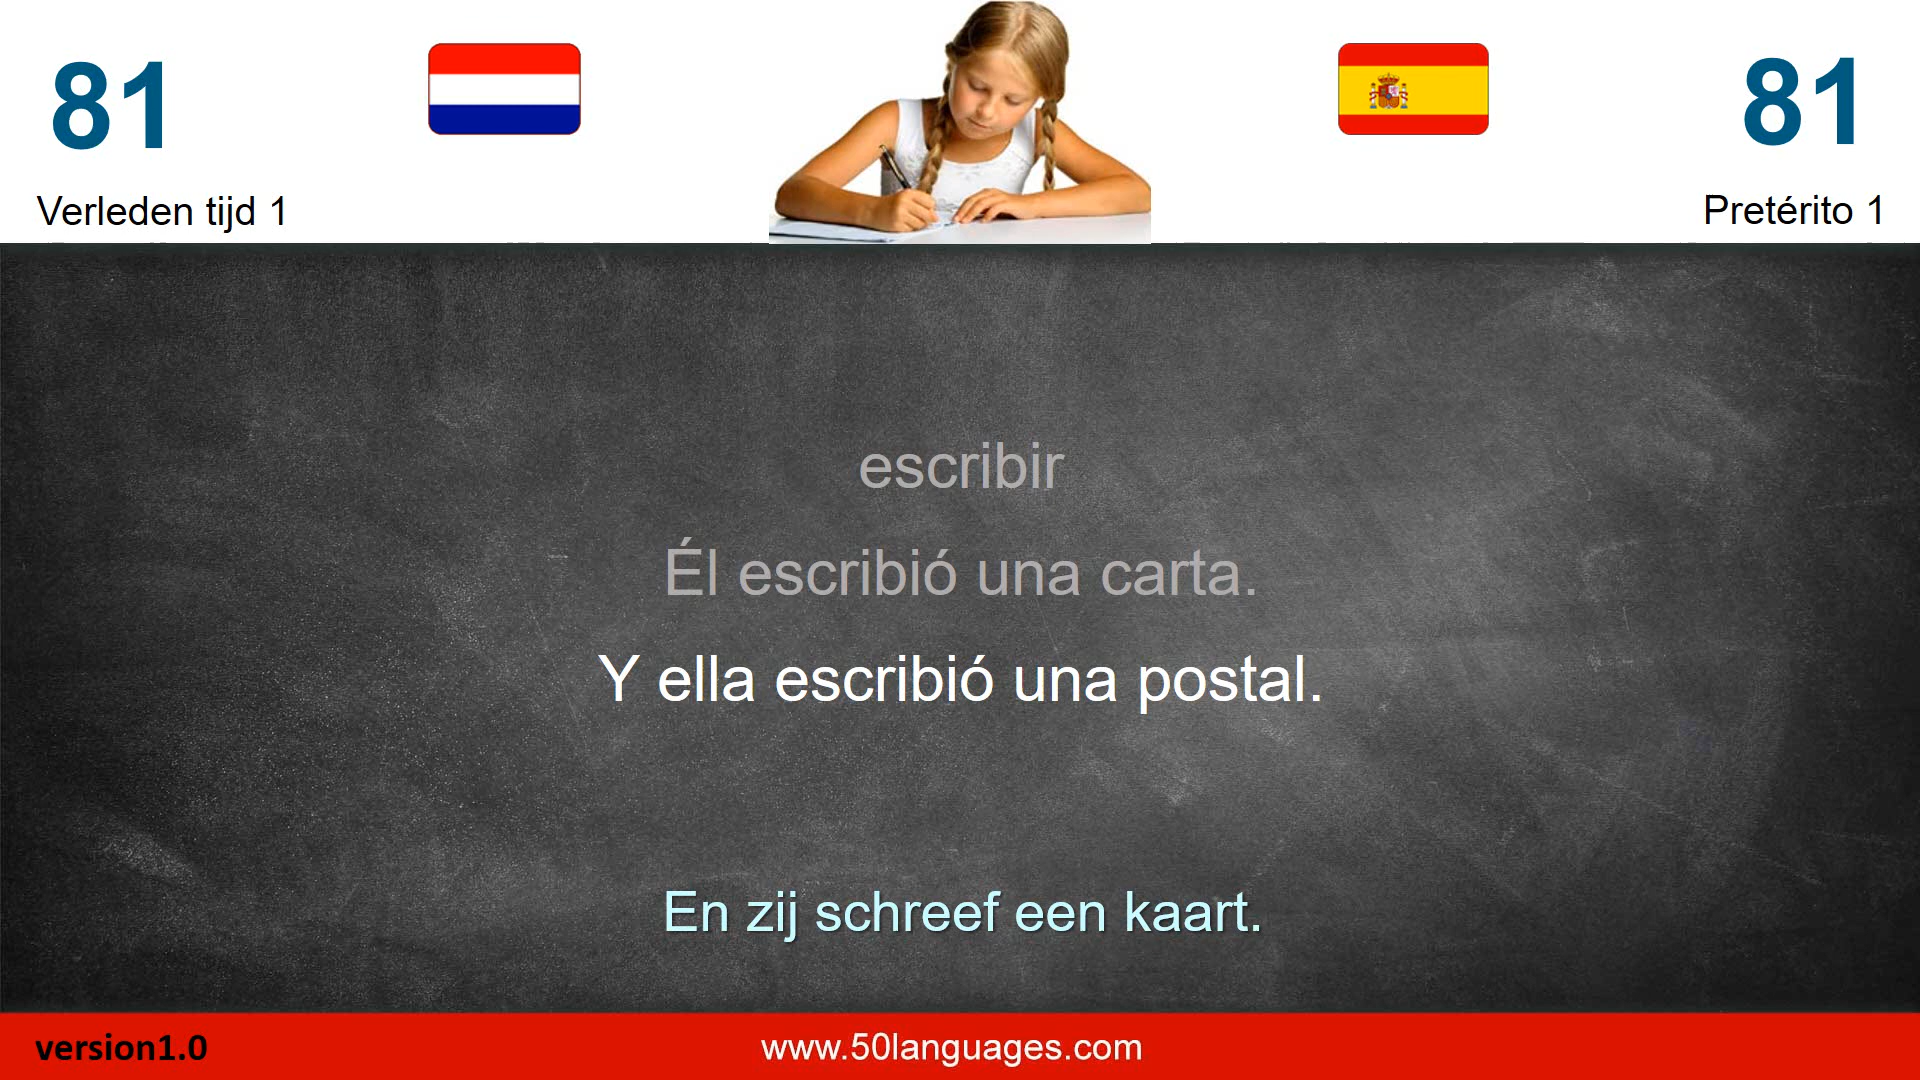 81
81
Verleden tijd 1
Pretérito 1
escribir
Él escribió una carta.
Y ella escribió una postal.
En zij schreef een kaart.
version1.0
www.50languages.com